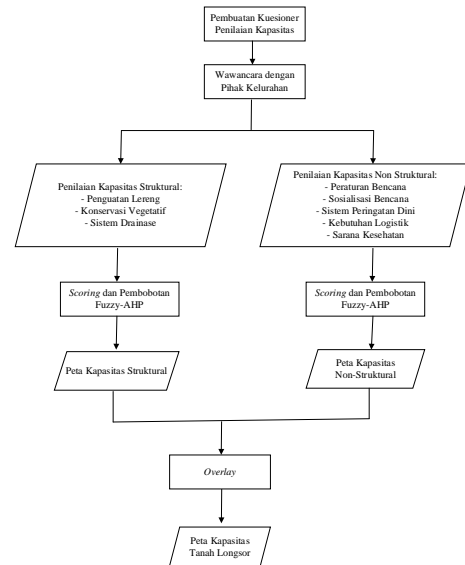 Pembuatan Kuesioner
Penilaian Kapasitas
Wawancara dengan
Pihak Kelurahan
Penilaian Kapasitas Struktural:
- Penguatan Lereng
- Konservasi Vegetatif
- Sistem Drainase
Penilaian Kapasitas Non Struktural:
- Peraturan Bencana
- Sosialisasi Bencana
- Sistem Peringatan Dini
- Kebutuhan Logistik
- Sarana Kesehatan
Scoring dan Pembobotan
Fuzzy-AHP
Scoring dan Pembobotan
Fuzzy-AHP
Peta Kapasitas Struktural
Peta Kapasitas
Non-Struktural
Overlay
Peta Kapasitas
Tanah Longsor